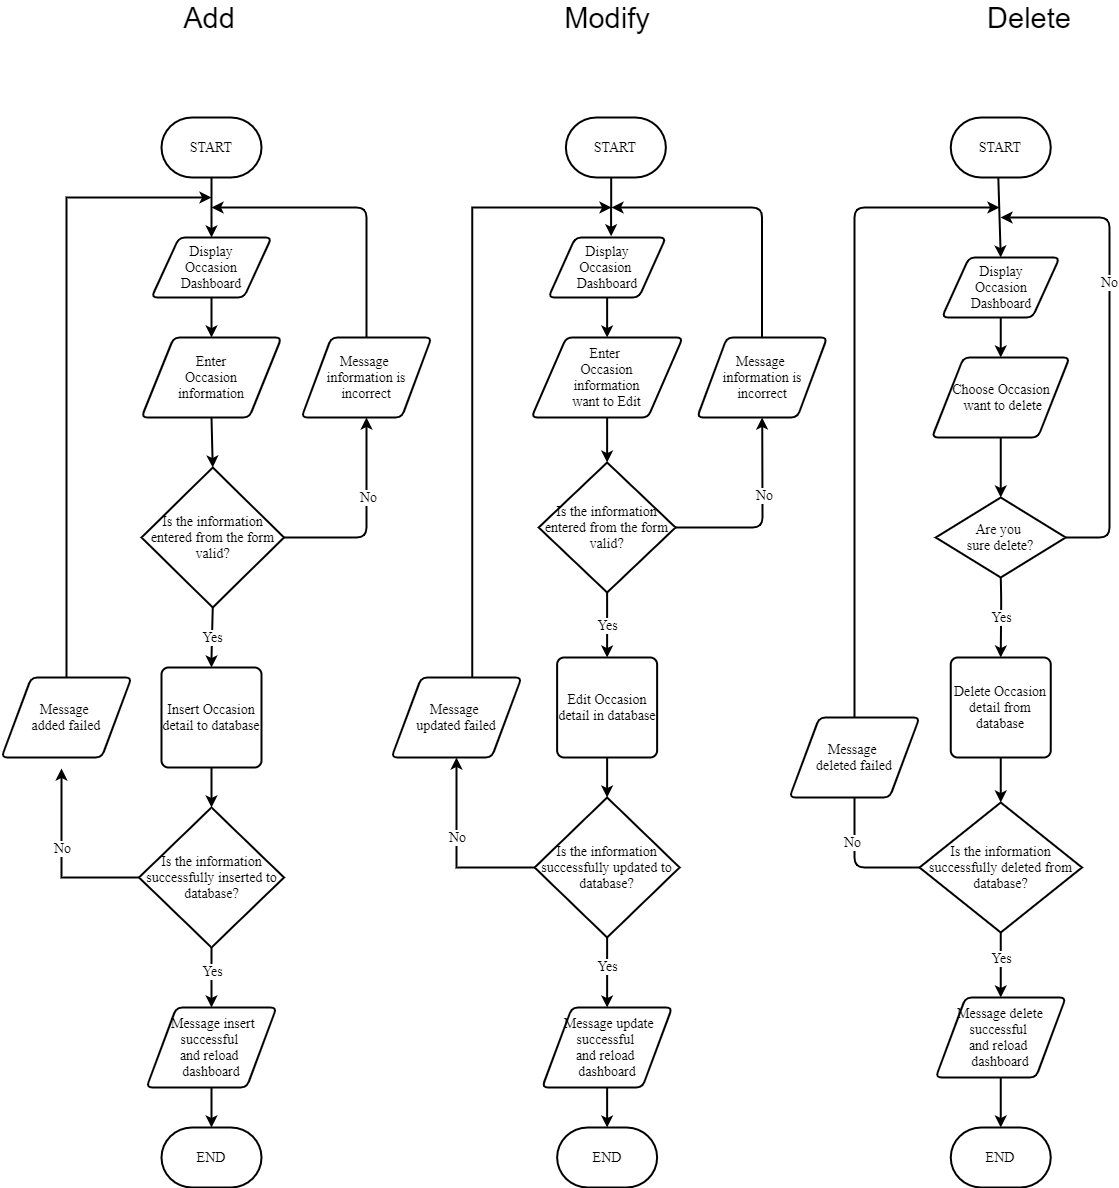 Add
START
Display
Occasion
Dashboard
Enter
Occasion
information
Message
information is
incorrect
No
Is the information
entered from the form
valid?
Yes
Insert Occasion
detail to database
Message
added failed
No
Is the information
successfully inserted to
database?
Yes
Message insert
successful
and reload
dashboard
END
Modify
START
Display
Occasion
Dashboard
Enter
Occasion
information
want to Edit
Message
information is
incorrect
No
Is the information
entered from the form
valid?
Yes
Edit Occasion
detail in database
Message
updated failed
No
Is the information
successfully updated to
database?
Yes
Message update
successful
and reload
dashboard
END
Delete
START
Display
Occasion
Dashboard
No
Choose Occasion
want to delete
Are you
sure delete?
Yes
Delete Occasion
detail from
database
Message
deleted failed
No
Is the information
successfully deleted from
database?
Yes
Message delete
successful
and reload
dashboard
END